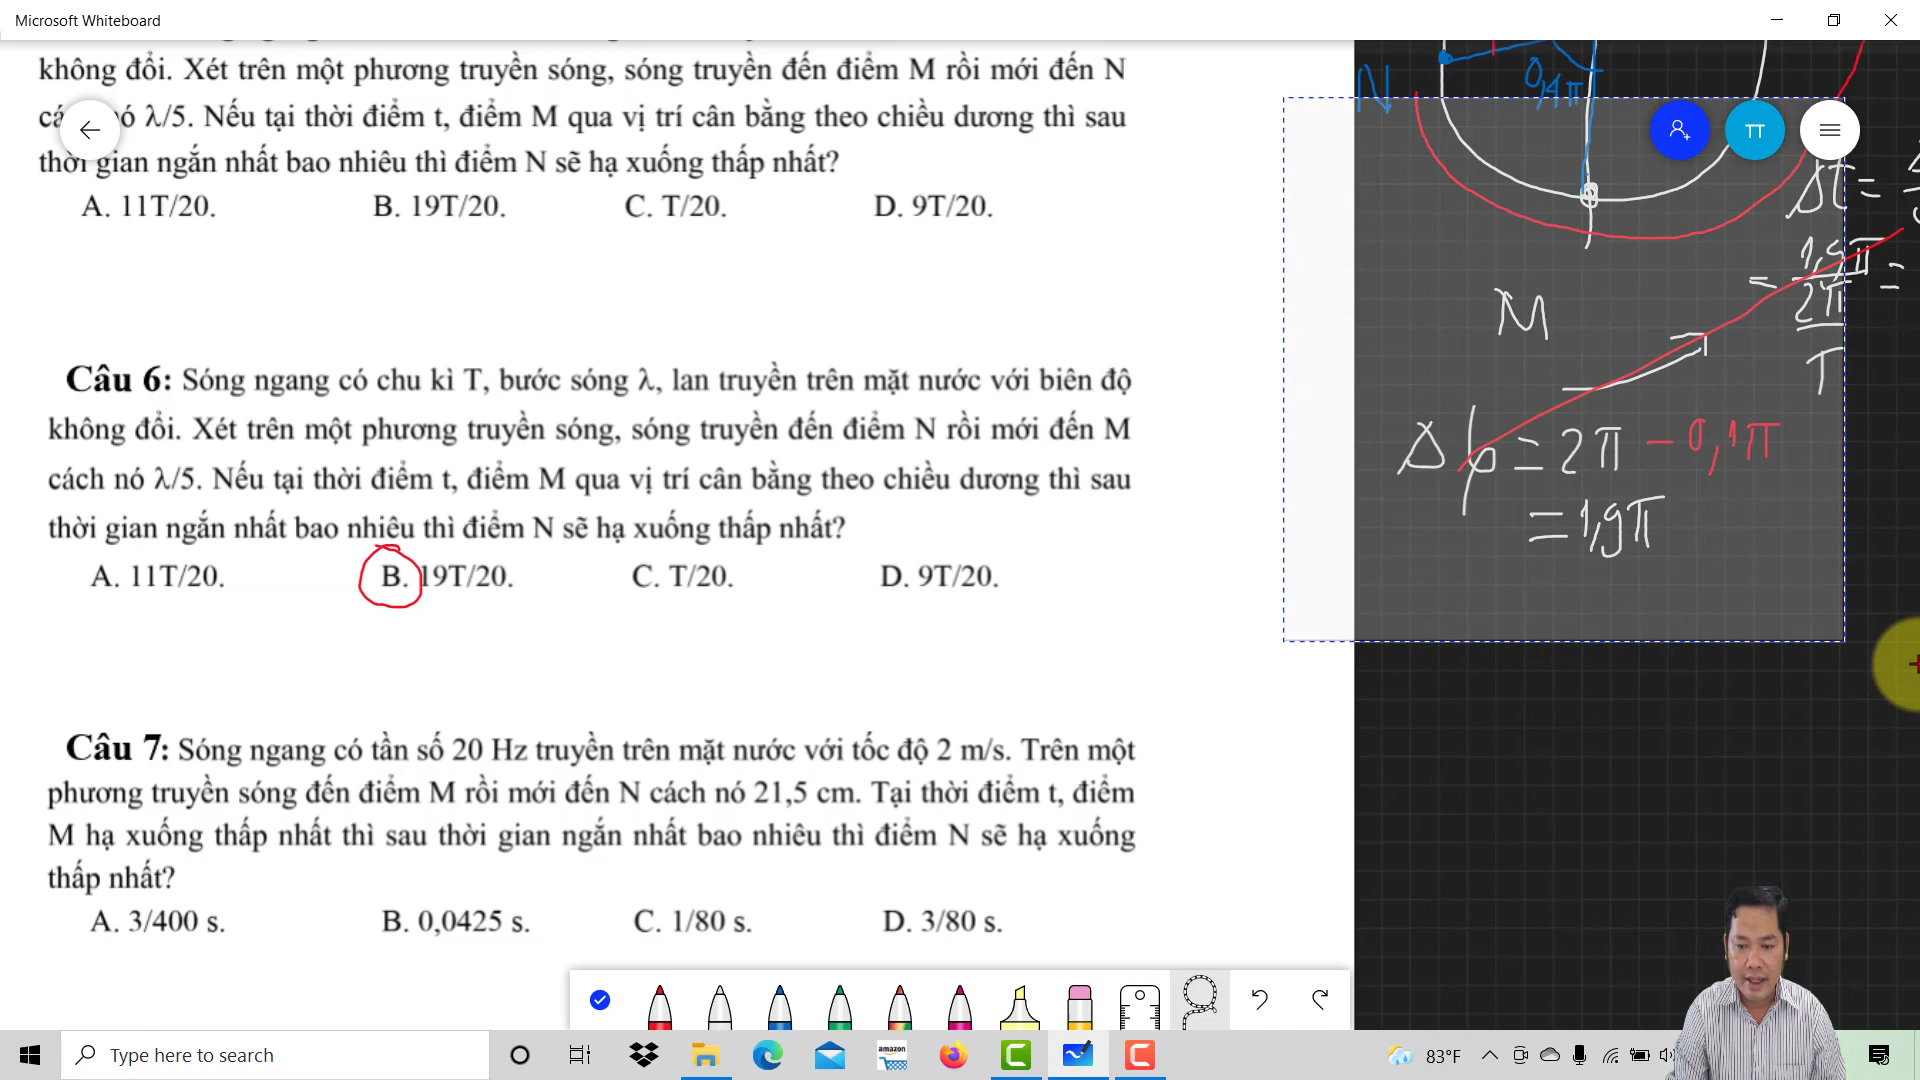 Microsoft Whiteboard
không đổi. Xét trên một phương truyền sóng, sóng truyền đến điểm M rồi mới đến N
nó λ/5. Nếu tại thời điểm t, điểm M qua vị trí cân bằng theo chiều dương thì sau
thời gian ngắn nhất bao nhiêu thì điểm N sẽ hạ xuống thấp nhất?
A. 11T/20. B. 19T/20. C. T/20. D. 9T/20.
Câu 6: Sóng ngang có chu kì T, bước sóng λ, lan truyền trên mặt nước với biên độ
không đổi. Xét trên một phương truyền sóng, sóng truyền đến điểm N rồi mới đến M
cách nó λ/5. Nếu tại thời điểm t, điểm M qua vị trí cân bằng theo chiều dương thì sau
thời gian ngắn nhất bao nhiêu thì điểm N sẽ hạ xuống thấp nhất?
A. 11T/20. B. 19T/20. C. T/20. D. 9T/20.
Câu 7: Sóng ngang có tần số 20 Hz truyền trên mặt nước với tốc độ 2 m/s. Trên một
phương truyền sóng đến điểm M rồi mới đến N cách nó 21,5 cm. Tại thời điểm t, điểm
M hạ xuống thấp nhất thì sau thời gian ngắn nhất bao nhiêu thì điểm N sẽ hạ xuống
thấp nhất?
A. 3/400 s. B. 0,0425 s. C. 1/80 s. D. 3/80 s.
N
0,4π
TT
Δt =
= 1,9π =
2π
T
M
Δφ = 2π - 0,1π
= 1,9π
Type here to search
amazon
83°F